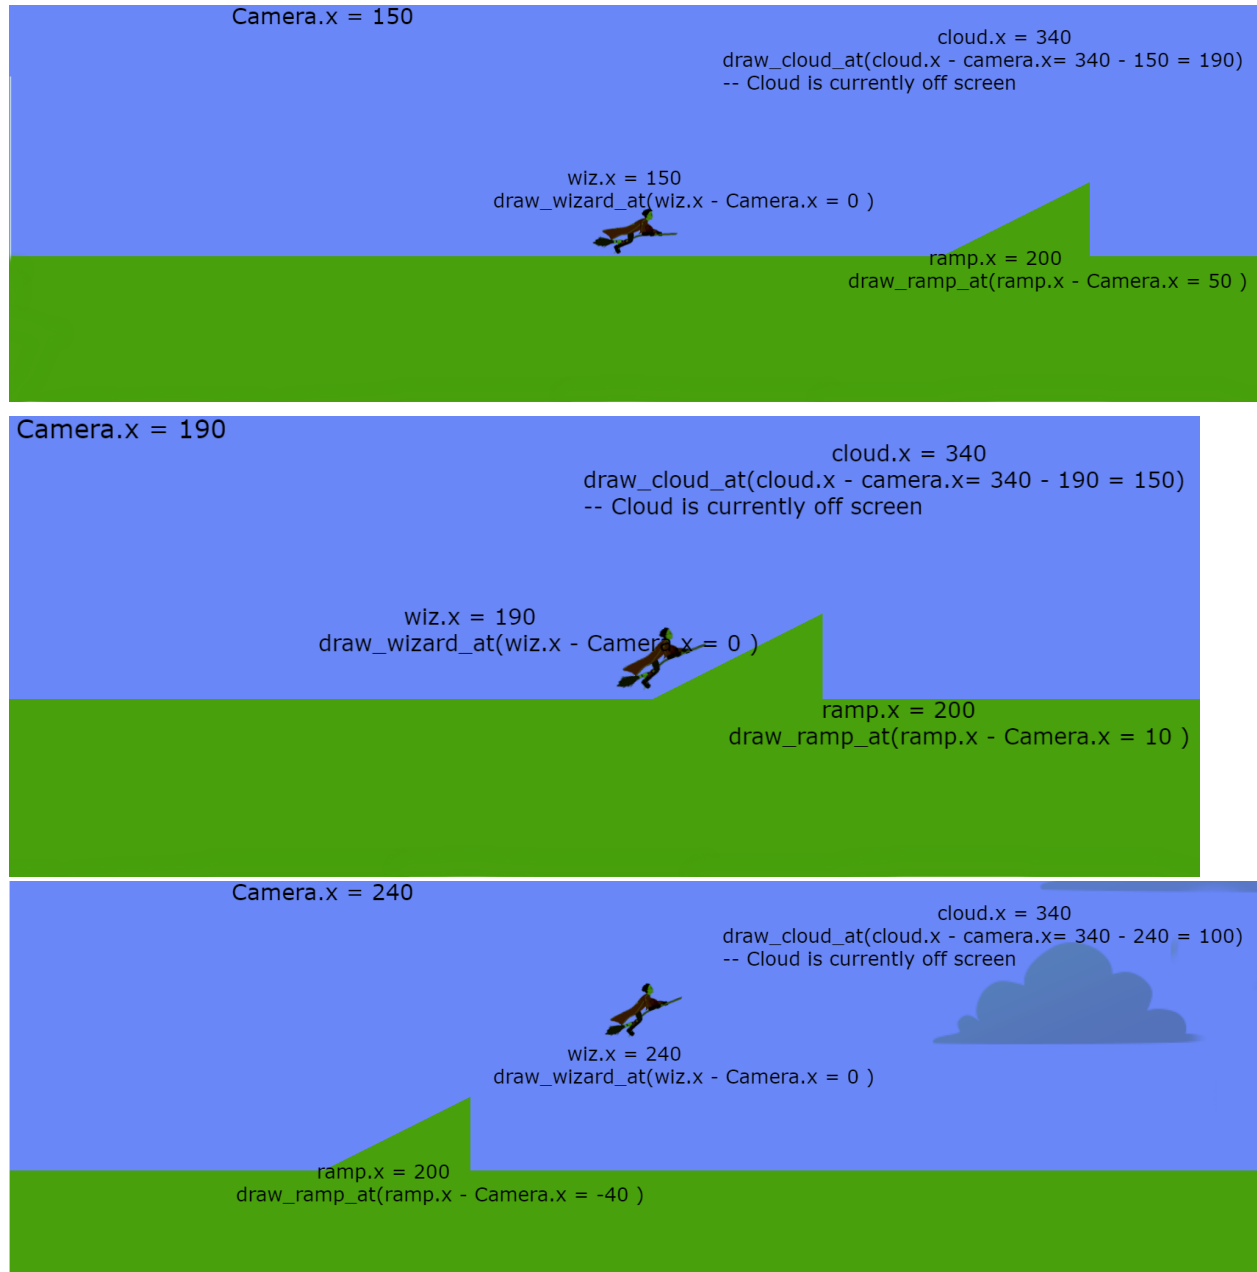 Camera.x = 150
cloud.x = 340
draw_cloud_at(cloud.x - camera.x= 340 - 150 = 190)
-- Cloud is currently off screen
wiz.x = 150
draw_wizard_at(wiz.x - Camera.x = 0 )
ramp.x = 200
draw_ramp_at(ramp.x - Camera.x = 50 )
Camera.x = 190
cloud.x = 340
draw_cloud_at(cloud.x - camera.x= 340 - 190 = 150)
-- Cloud is currently off screen
wiz.x = 190
draw_wizard_at(wiz.x - Camera.x = 0 )
ramp.x = 200
draw_ramp_at(ramp.x - Camera.x = 10 )
Camera.x = 240
cloud.x = 340
draw_cloud_at(cloud.x - camera.x= 340 - 240 = 100)
-- Cloud is currently off screen
wiz.x = 240
draw_wizard_at(wiz.x - Camera.x = 0 )
ramp.x = 200
draw_ramp_at(ramp.x - Camera.x = -40 )